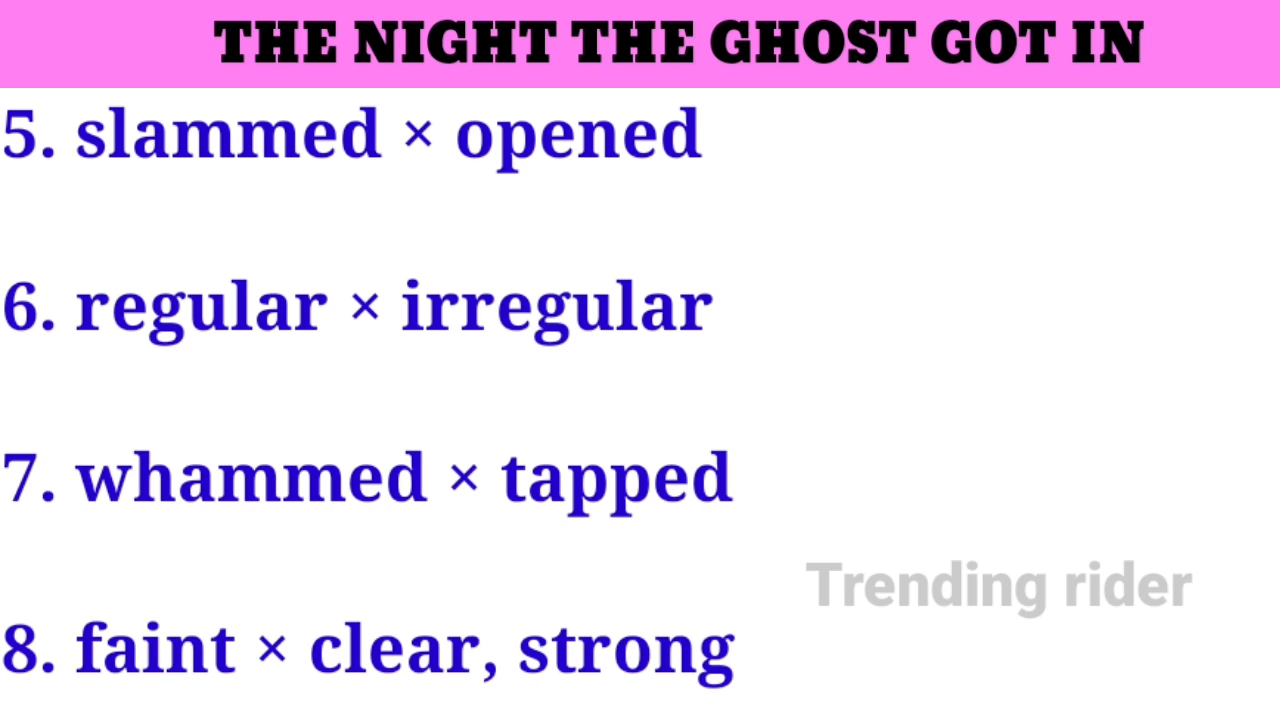 THE NIGHT THE GHOST GOT IN
5. slammed × opened
6. regular × irregular
7. whammed × tapped
Trending rider
8. faint × clear, strong